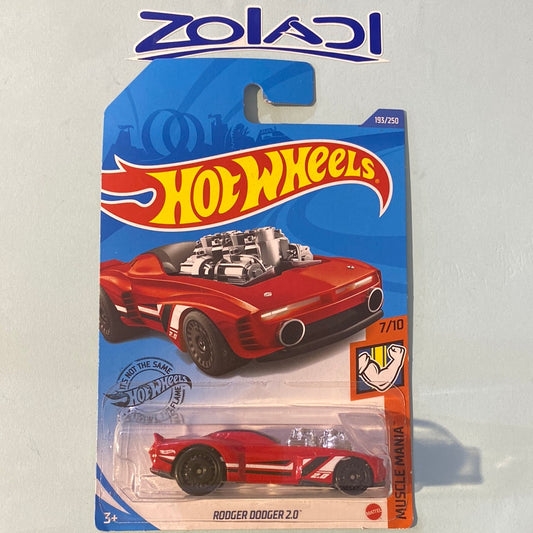 ZOLADI
193/250
HOT WHEELS
7/10
MUSCLE MANIA
IT'S NOT THE SAME
HOT WHEELS
3+
RODGER DODGER 2.0™
MATTEL